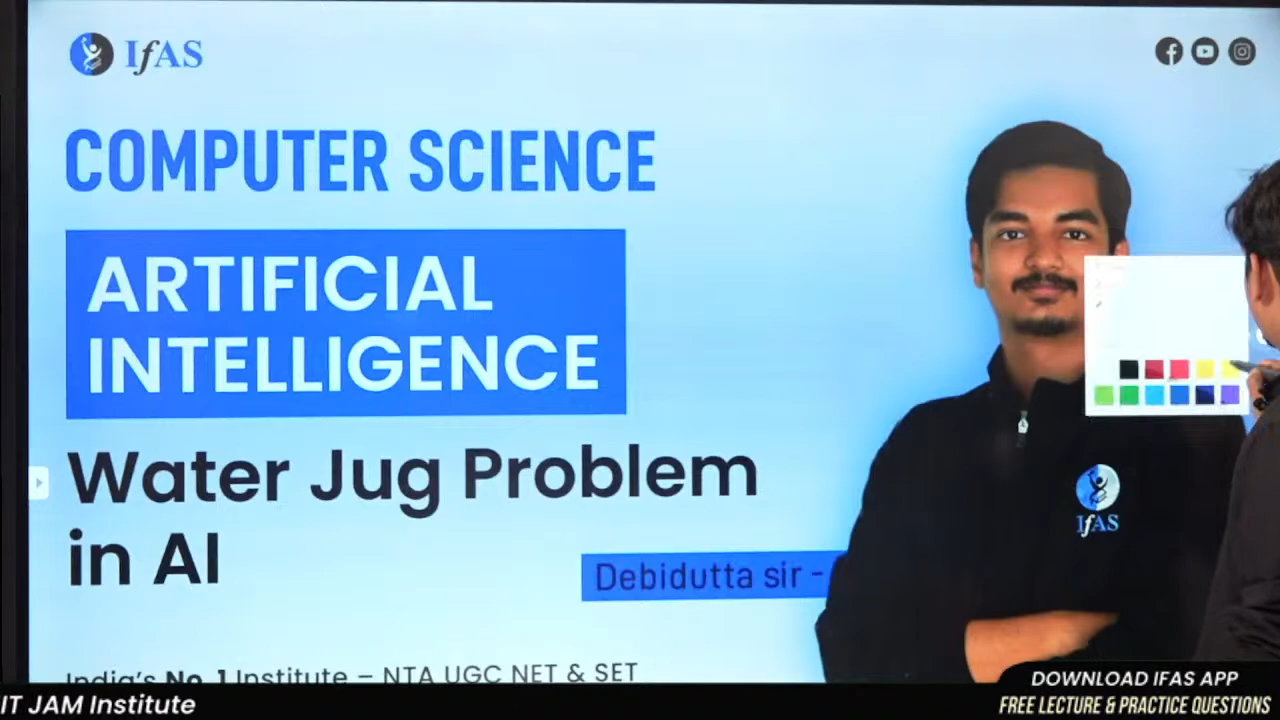 IfAS
COMPUTER SCIENCE
ARTIFICIAL
INTELLIGENCE
Water Jug Problem
in AI
Debidutta sir -
IfAS
India's No. 1 Institute – NTA UGC NET & SET
IIT JAM Institute
DOWNLOAD IFAS APP
FREE LECTURE & PRACTICE QUESTIONS